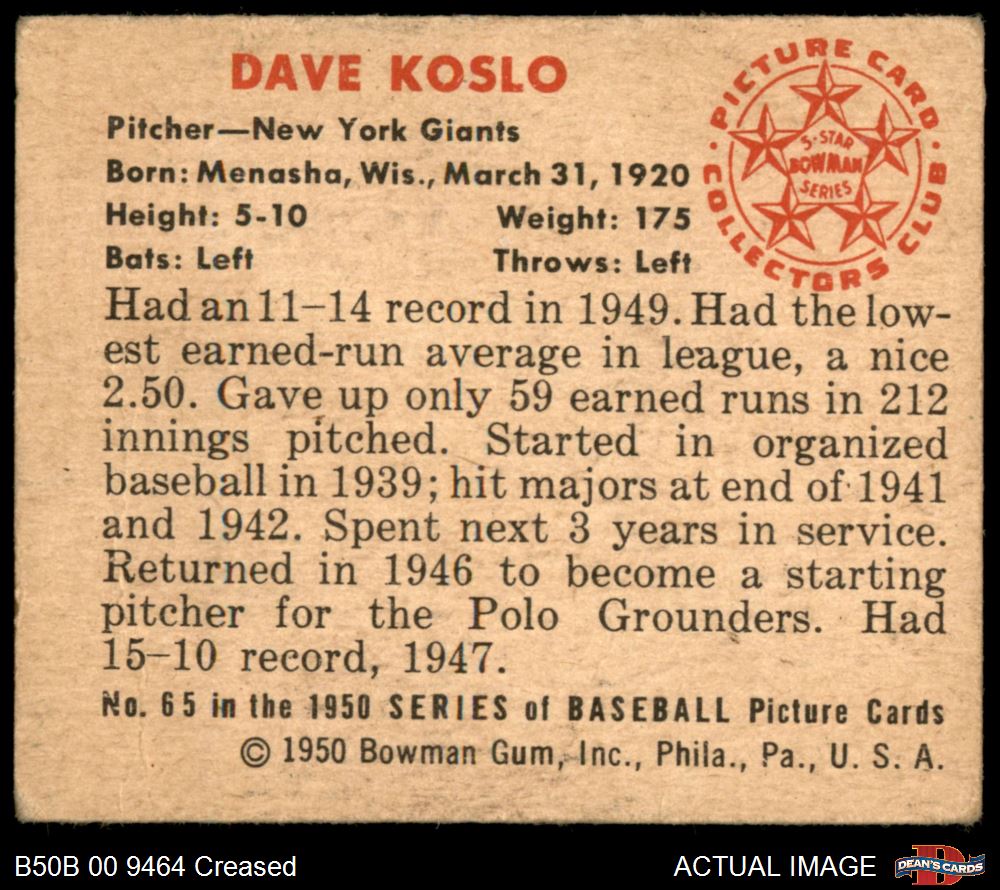 DAVE KOSLO
Pitcher—New York Giants
Born: Menasha, Wis., March 31, 1920
Height: 5-10 Weight: 175
Bats: Left Throws: Left
PICTURE CARD
COLLECTORS CLUB
5-STAR
BOWMAN
SERIES
Had an 11–14 record in 1949. Had the low-
est earned-run average in league, a nice
2.50. Gave up only 59 earned runs in 212
innings pitched. Started in organized
baseball in 1939; hit majors at end of 1941
and 1942. Spent next 3 years in service.
Returned in 1946 to become a starting
pitcher for the Polo Grounders. Had
15–10 record, 1947.
No. 65 in the 1950 SERIES of BASEBALL Picture Cards
© 1950 Bowman Gum, Inc., Phila., Pa., U. S. A.
B50B 00 9464 Creased
ACTUAL IMAGE
D
DEAN'S CARDS